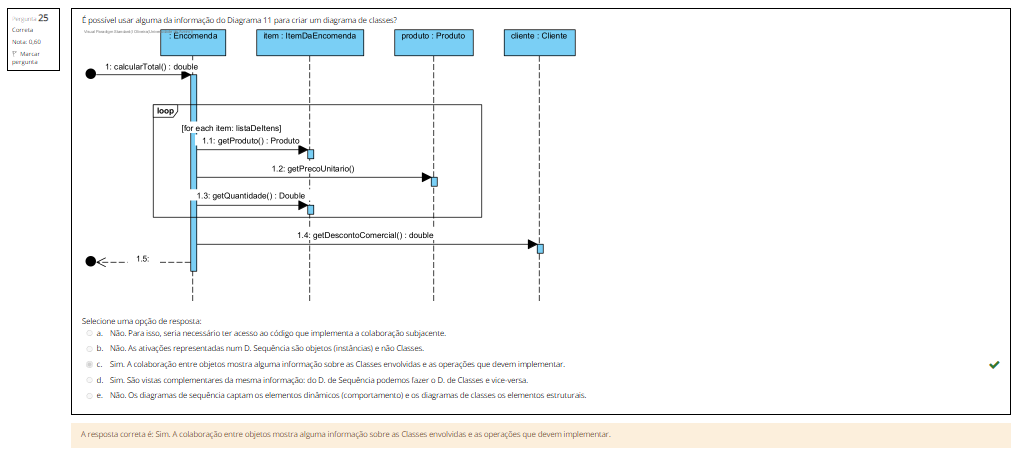 Pergunta 25
Correta
Nota: 0,60
Marcar
pergunta
É possível usar alguma da informação do Diagrama 11 para criar um diagrama de classes?
Visual Paradigm Standard
: Encomenda
item : ItemDaEncomenda
produto : Produto
cliente : Cliente
1: calcularTotal() : double
loop
[for each item: listaDeItens]
1.1: getProduto() : Produto
1.2: getPrecoUnitario()
1.3: getQuantidade() : Double
1.4: getDescontoComercial() : double
1.5:
Selecione uma opção de resposta:
a. Não. Para isso, seria necessário ter acesso ao código que implementa a colaboração subjacente.
b. Não. As ativações representadas num D. Sequência são objetos (instâncias) e não Classes.
c. Sim. A colaboração entre objetos mostra alguma informação sobre as Classes envolvidas e as operações que devem implementar.
d. Sim. São vistas complementares da mesma informação: do D. de Sequência podemos fazer o D. de Classes e vice-versa.
e. Não. Os diagramas de sequência captam os elementos dinâmicos (comportamento) e os diagramas de classes os elementos estruturais.
A resposta correta é: Sim. A colaboração entre objetos mostra alguma informação sobre as Classes envolvidas e as operações que devem implementar.